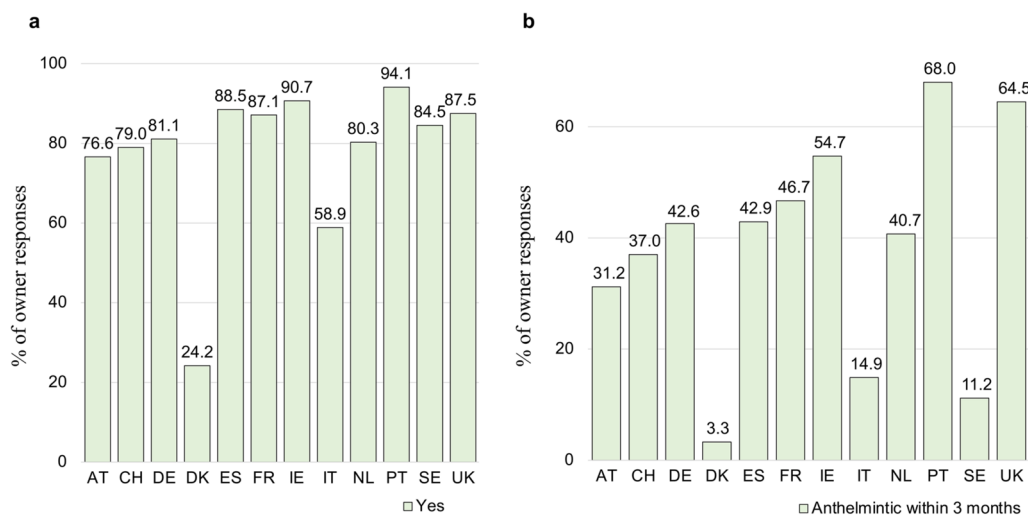 a
% of owner responses
100
80
60
40
20
0
76.6 79.0 81.1 24.2 88.5 87.1 90.7 58.9 80.3 94.1 84.5 87.5
AT CH DE DK ES FR IE IT NL PT SE UK
Yes
b
% of owner responses
60
40
20
0
31.2 37.0 42.6 3.3 42.9 46.7 54.7 14.9 40.7 68.0 11.2 64.5
AT CH DE DK ES FR IE IT NL PT SE UK
Anthelmintic within 3 months